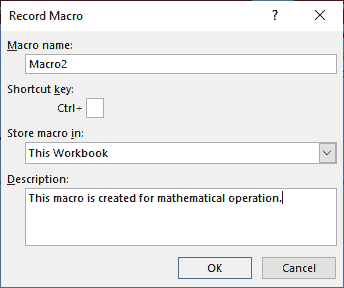 Record Macro ? ✕
Macro name:
Macro2
Shortcut key:
Ctrl+
Store macro in:
This Workbook
Description:
This macro is created for mathematical operation.
OK Cancel